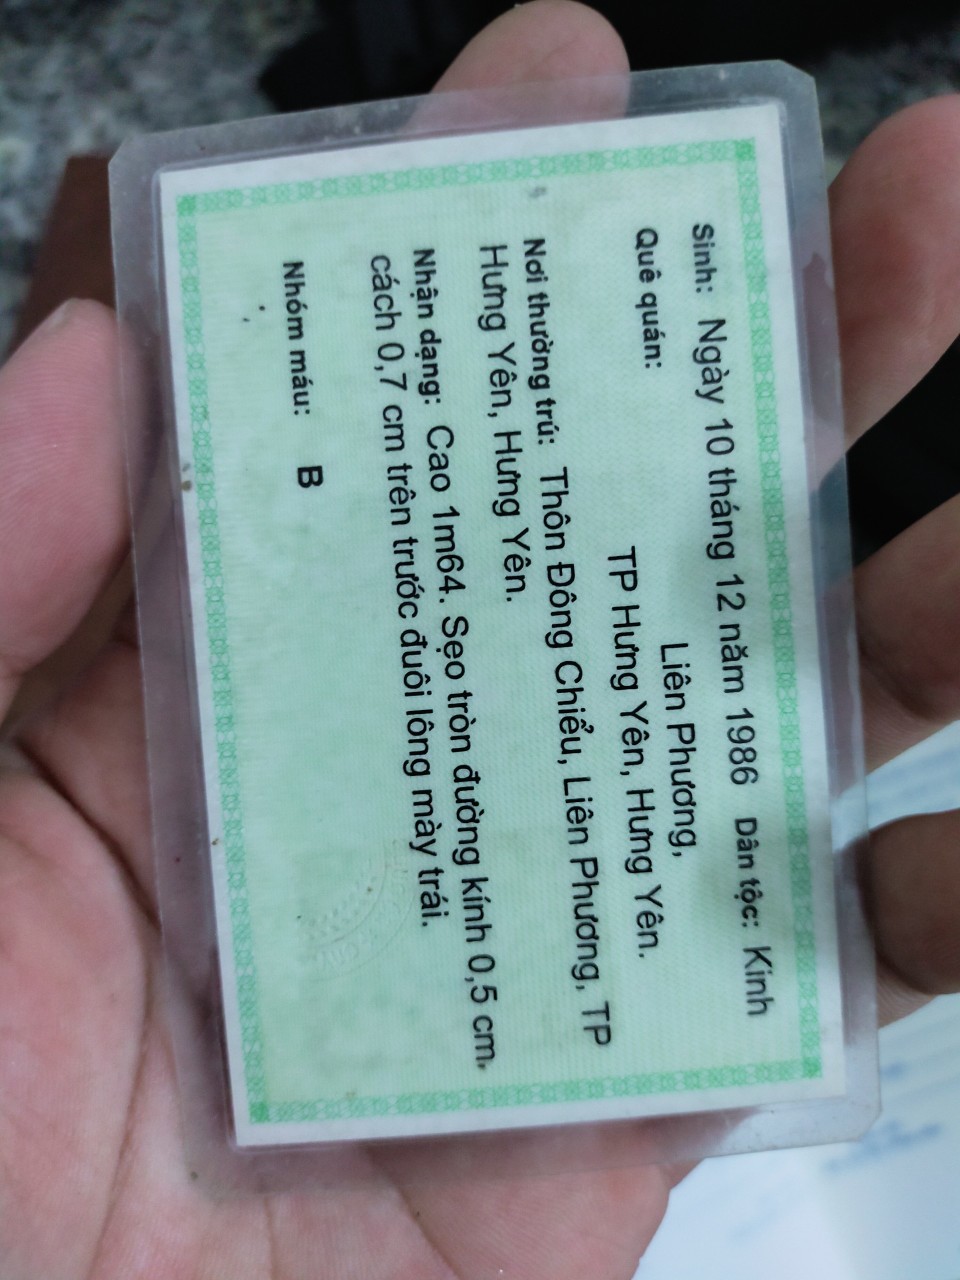 Sinh: Ngày 10 tháng 12 năm 1986 Dân tộc: Kinh
Quê quán: Liên Phương,
TP Hưng Yên, Hưng Yên.
Nơi thường trú: Thôn Đông Chiểu, Liên Phương, TP
Hưng Yên, Hưng Yên.
Nhận dạng: Cao 1m64. Sẹo tròn đường kính 0,5 cm,
cách 0,7 cm trên trước đuôi lông mày trái.
Nhóm máu: B